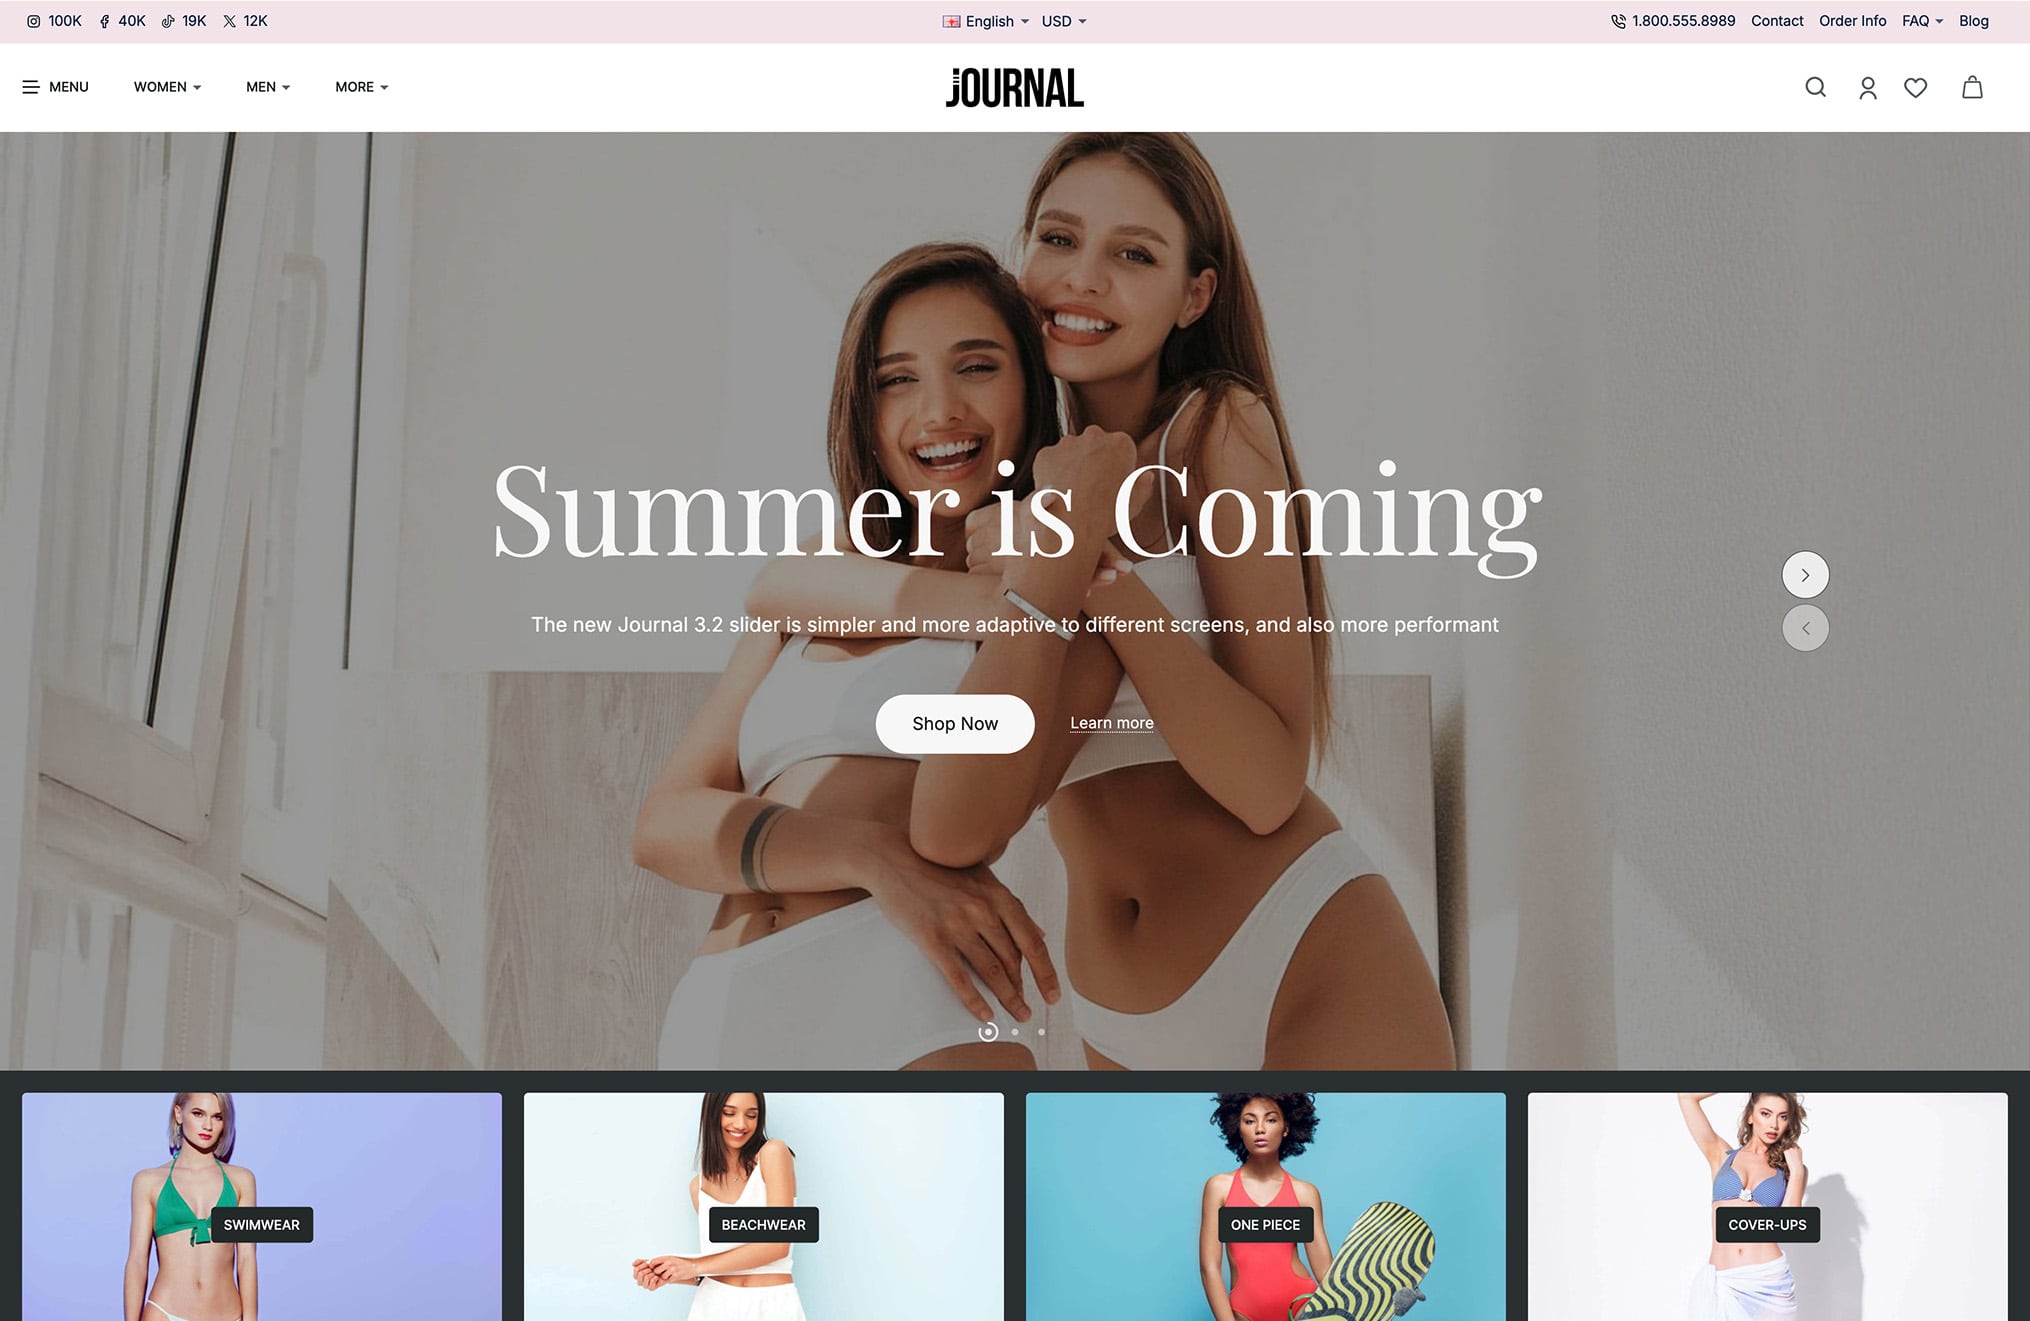 100K 40K 19K 12K
English USD
1.800.555.8989 Contact Order Info FAQ Blog
MENU WOMEN MEN MORE
jOURNAL
Summer is Coming
The new Journal 3.2 slider is simpler and more adaptive to different screens, and also more performant
Shop Now Learn more
SWIMWEAR
BEACHWEAR
ONE PIECE
COVER-UPS